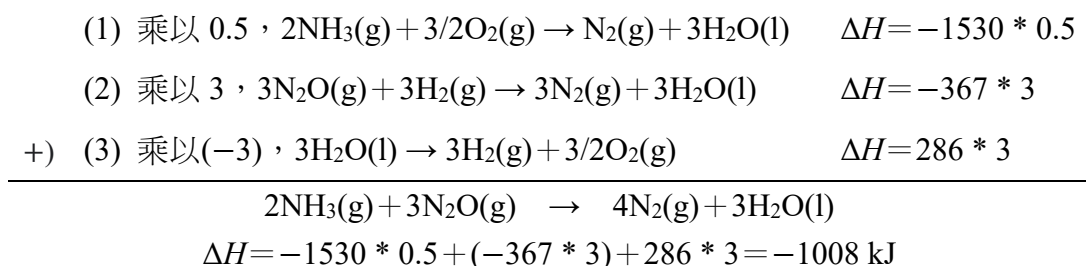 (1) 乘以 0.5，2NH₃(g)＋3/2O₂(g) → N₂(g)＋3H₂O(l) ΔH＝−1530 * 0.5
(2) 乘以 3，3N₂O(g)＋3H₂(g) → 3N₂(g)＋3H₂O(l) ΔH＝−367 * 3
+) (3) 乘以(−3)，3H₂O(l) → 3H₂(g)＋3/2O₂(g) ΔH＝286 * 3
2NH₃(g)＋3N₂O(g) → 4N₂(g)＋3H₂O(l)
ΔH＝−1530 * 0.5＋(−367 * 3)＋286 * 3＝−1008 kJ